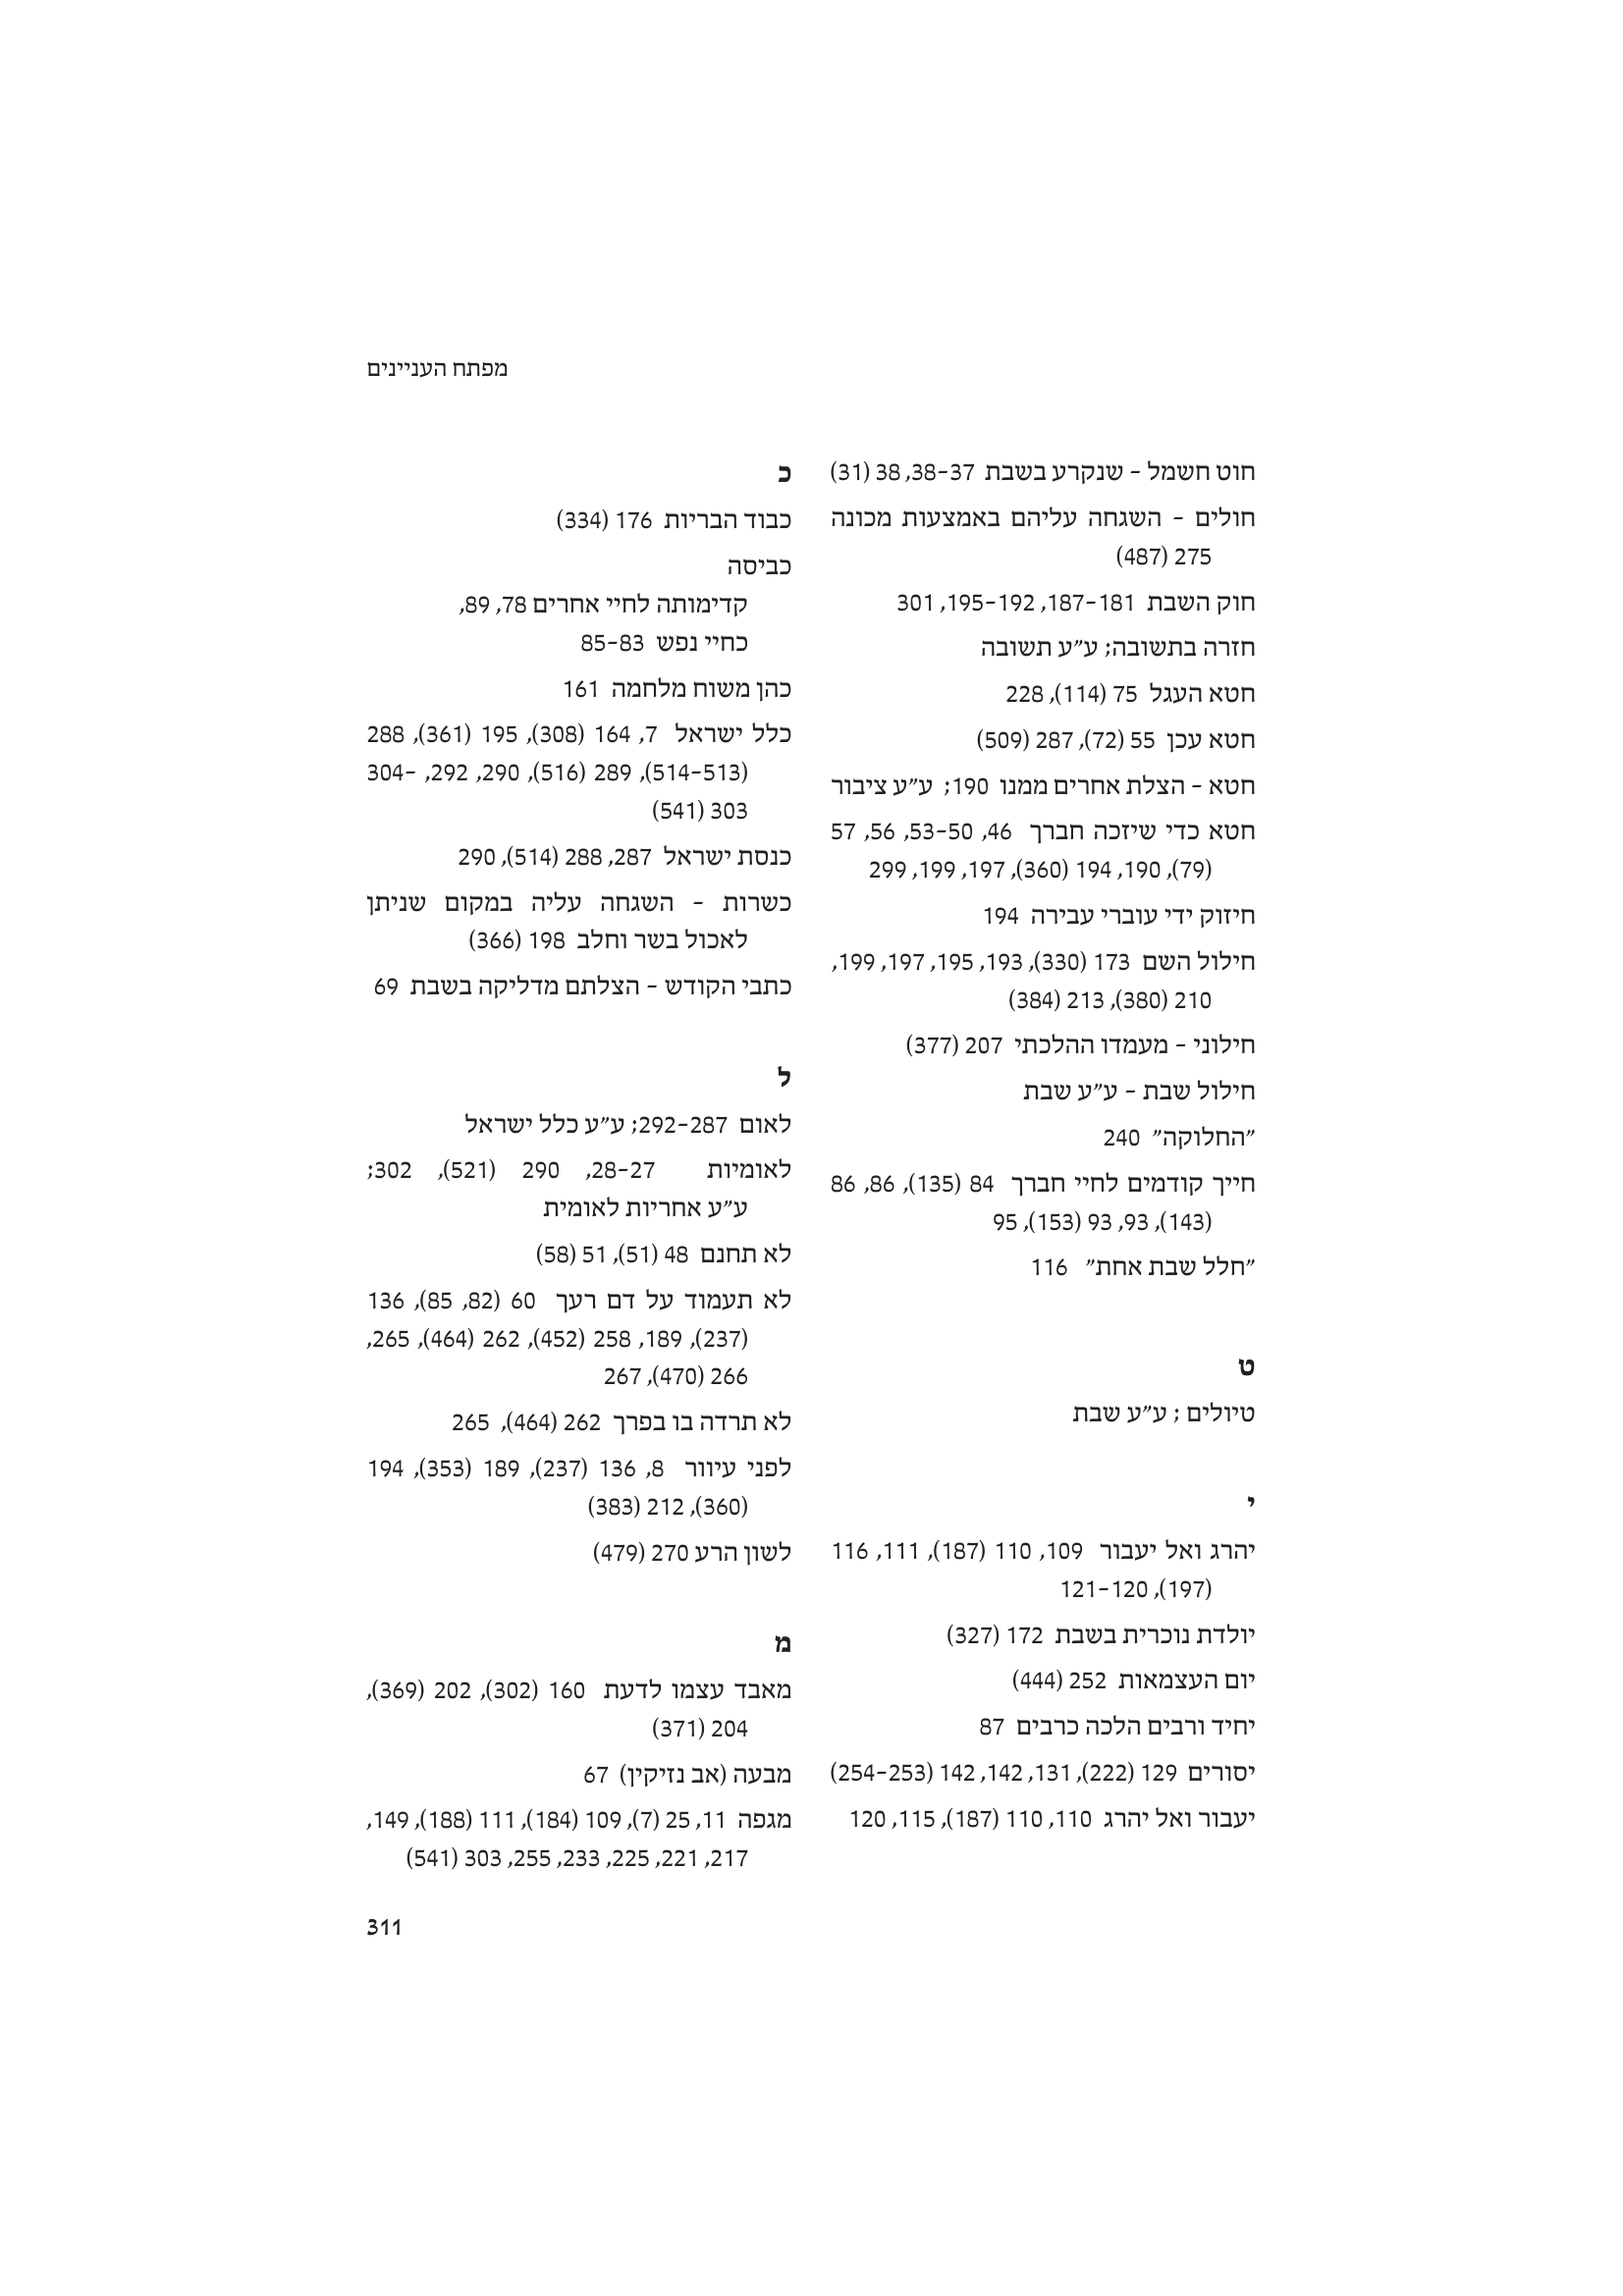 מפתח העניינים
חוט חשמל – שנקרע בשבת 37–38, 38 (31)
חולים – השגחה עליהם באמצעות מכונה
275 (487)
חוק השבת 181–187, 192–195, 301
חזרה בתשובה; ע״ע תשובה
חטא העגל 75 (114), 228
חטא עכן 55 (72), 287 (509)
חטא – הצלת אחרים ממנו 190; ע״ע ציבור
חטא כדי שיזכה חברך 46, 50–53, 56, 57
(79), 190, 194 (360), 197, 199, 299
חיזוק ידי עוברי עבירה 194
חילול השם 173 (330), 193, 195, 197, 199,
210 (380), 213 (384)
חילוני – מעמדו ההלכתי 207 (377)
חילול שבת – ע״ע שבת
״החלוקה״ 240
חייך קודמים לחיי חברך 84 (135), 86, 86
(143), 93, 93 (153), 95
״חלל שבת אחת״ 116
ט
טיולים ; ע״ע שבת
י
יהרג ואל יעבור 109, 110 (187), 111, 116
(197), 120–121
יולדת נוכרית בשבת 172 (327)
יום העצמאות 252 (444)
יחיד ורבים הלכה כרבים 87
יסורים 129 (222), 131, 142, 142 (253–254)
יעבור ואל יהרג 110, 110 (187), 115, 120
כ
כבוד הבריות 176 (334)
כביסה
קדימותה לחיי אחרים 78, 89,
כחיי נפש 83–85
כהן משוח מלחמה 161
כלל ישראל 7, 164 (308), 195 (361), 288
(513–514), 289 (516), 290, 292, 304–
303 (541)
כנסת ישראל 287, 288 (514), 290
כשרות – השגחה עליה במקום שניתן
לאכול בשר וחלב 198 (366)
כתבי הקודש – הצלתם מדליקה בשבת 69
ל
לאום 287–292; ע״ע כלל ישראל
לאומיות 27–28, 290 (521), 302;
ע״ע אחריות לאומית
לא תחנם 48 (51), 51 (58)
לא תעמוד על דם רעך 60 (82, 85), 136
(237), 189, 258 (452), 262 (464), 265,
266 (470), 267
לא תרדה בו בפרך 262 (464), 265
לפני עיוור 8, 136 (237), 189 (353), 194
(360), 212 (383)
לשון הרע 270 (479)
מ
מאבד עצמו לדעת 160 (302), 202 (369),
204 (371)
מבעה (אב נזיקין) 67
מגפה 11, 25 (7), 109 (184), 111 (188), 149,
217, 221, 225, 233, 255, 303 (541)
311